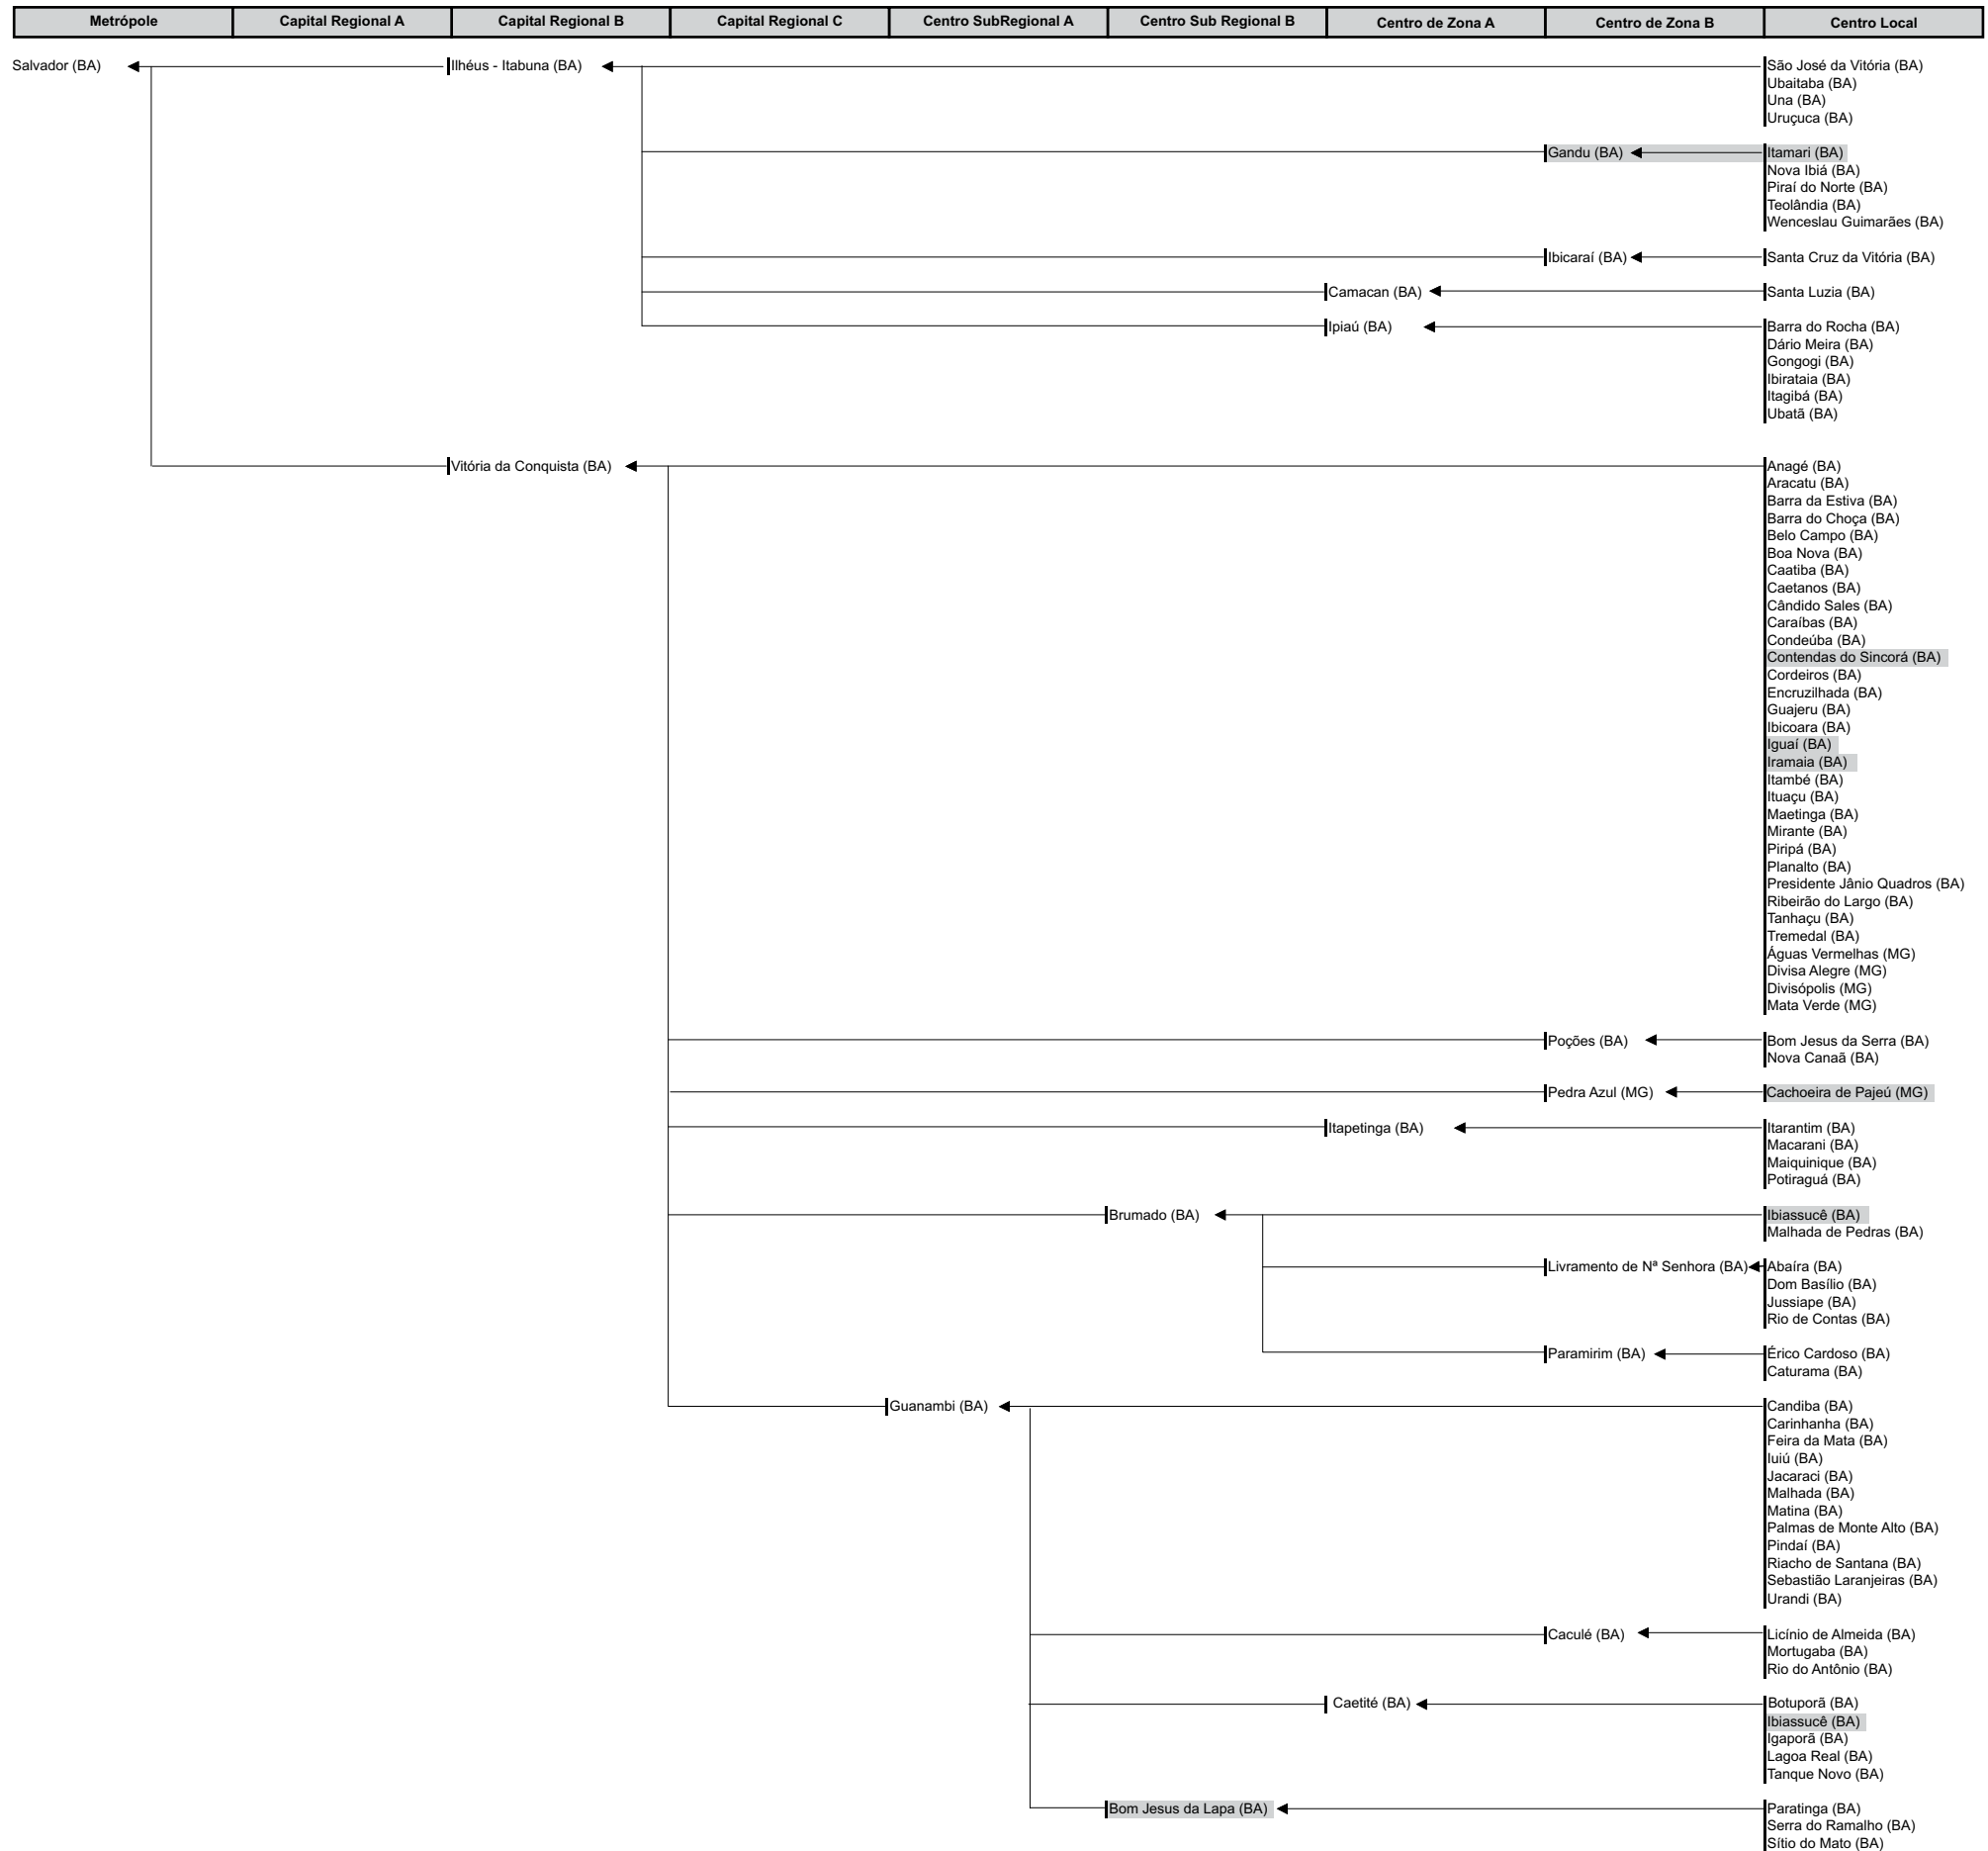 Metrópole Capital Regional A Capital Regional B Capital Regional C Centro SubRegional A Centro Sub Regional B Centro de Zona A Centro de Zona B Centro Local
Salvador (BA) Ilhéus - Itabuna (BA) São José da Vitória (BA)
Ubaitaba (BA)
Una (BA)
Uruçuca (BA)
Gandu (BA) Itamari (BA)
Nova Ibiá (BA)
Piraí do Norte (BA)
Teolândia (BA)
Wenceslau Guimarães (BA)
Ibicaraí (BA) Santa Cruz da Vitória (BA)
Camacan (BA) Santa Luzia (BA)
Ipiaú (BA) Barra do Rocha (BA)
Dário Meira (BA)
Gongogi (BA)
Ibirataia (BA)
Itagibá (BA)
Ubatã (BA)
Vitória da Conquista (BA) Anagé (BA)
Aracatu (BA)
Barra da Estiva (BA)
Barra do Choça (BA)
Belo Campo (BA)
Boa Nova (BA)
Caatiba (BA)
Caetanos (BA)
Cândido Sales (BA)
Caraíbas (BA)
Condeúba (BA)
Contendas do Sincorá (BA)
Cordeiros (BA)
Encruzilhada (BA)
Guajeru (BA)
Ibicoara (BA)
Iguaí (BA)
Iramaia (BA)
Itambé (BA)
Ituaçu (BA)
Maetinga (BA)
Mirante (BA)
Piripá (BA)
Planalto (BA)
Presidente Jânio Quadros (BA)
Ribeirão do Largo (BA)
Tanhaçu (BA)
Tremedal (BA)
Águas Vermelhas (MG)
Divisa Alegre (MG)
Divisópolis (MG)
Mata Verde (MG)
Poções (BA) Bom Jesus da Serra (BA)
Nova Canaã (BA)
Pedra Azul (MG) Cachoeira de Pajeú (MG)
Itapetinga (BA) Itarantim (BA)
Macarani (BA)
Maiquinique (BA)
Potiraguá (BA)
Brumado (BA) Ibiassucê (BA)
Malhada de Pedras (BA)
Livramento de Nª Senhora (BA) Abaíra (BA)
Dom Basílio (BA)
Jussiape (BA)
Rio de Contas (BA)
Paramirim (BA) Érico Cardoso (BA)
Caturama (BA)
Guanambi (BA) Candiba (BA)
Carinhanha (BA)
Feira da Mata (BA)
Iuiú (BA)
Jacaraci (BA)
Malhada (BA)
Matina (BA)
Palmas de Monte Alto (BA)
Pindaí (BA)
Riacho de Santana (BA)
Sebastião Laranjeiras (BA)
Urandi (BA)
Caculé (BA) Licínio de Almeida (BA)
Mortugaba (BA)
Rio do Antônio (BA)
Caetité (BA) Botuporã (BA)
Ibiassucê (BA)
Igaporã (BA)
Lagoa Real (BA)
Tanque Novo (BA)
Bom Jesus da Lapa (BA) Paratinga (BA)
Serra do Ramalho (BA)
Sítio do Mato (BA)